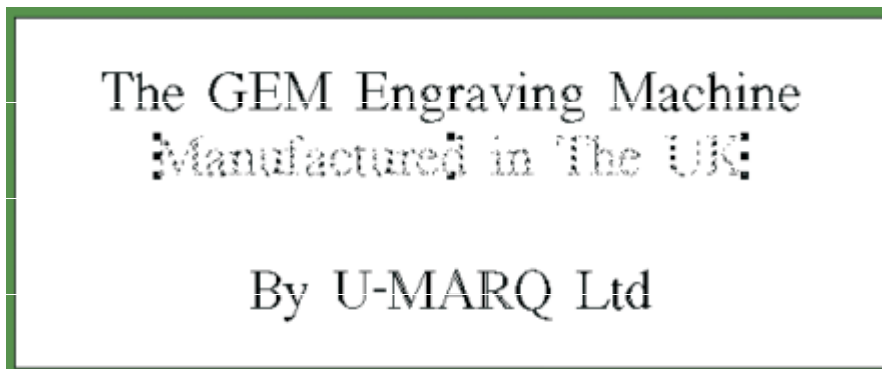 The GEM Engraving Machine
Manufactured in The UK
By U-MARQ Ltd